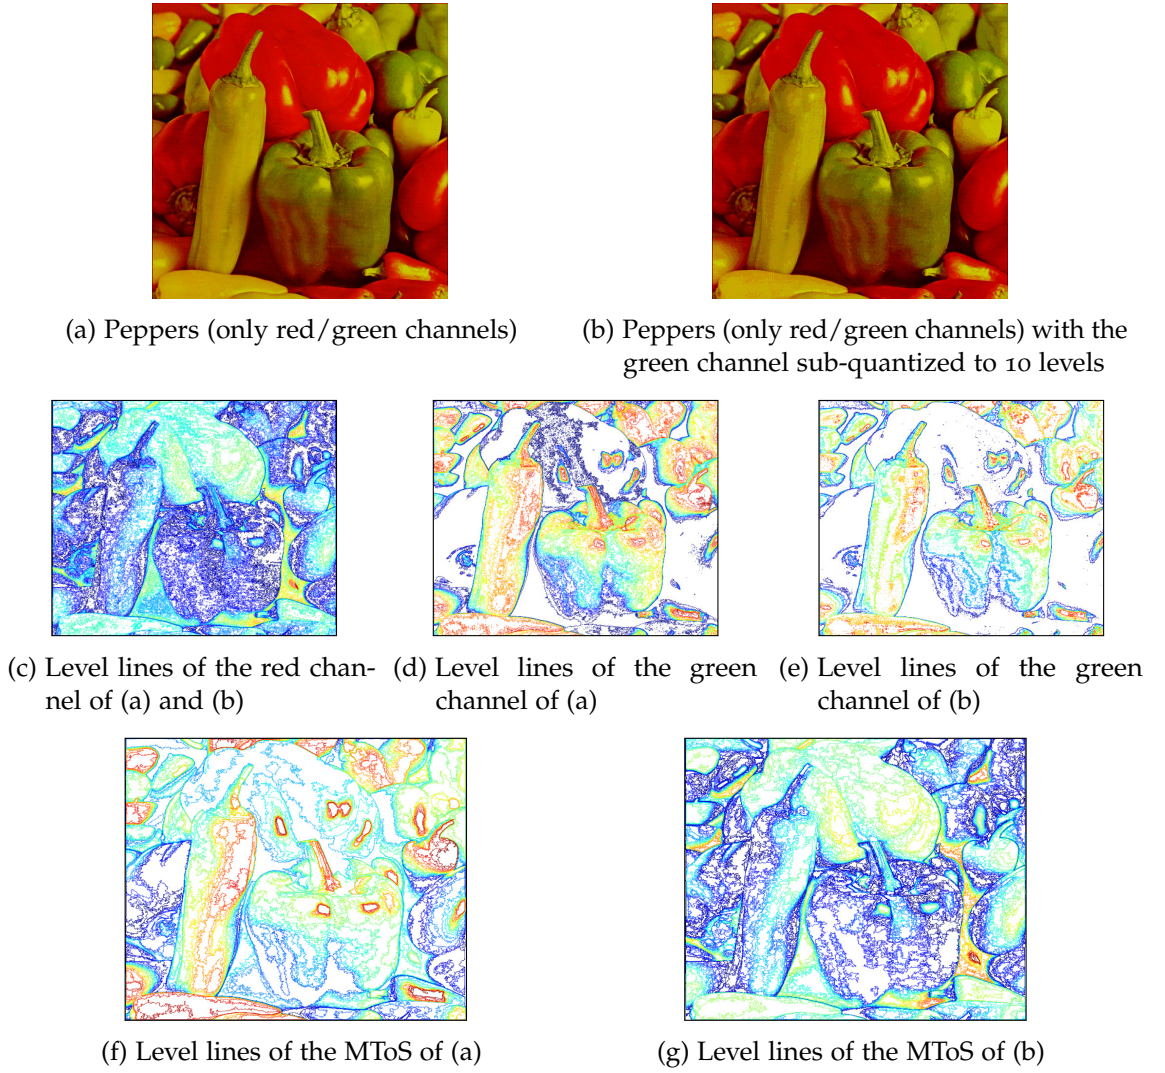 (a) Peppers (only red/green channels)
(b) Peppers (only red/green channels) with the
green channel sub-quantized to 10 levels
(c) Level lines of the red chan-
nel of (a) and (b)
(d) Level lines of the green
channel of (a)
(e) Level lines of the green
channel of (b)
(f) Level lines of the MToS of (a)
(g) Level lines of the MToS of (b)